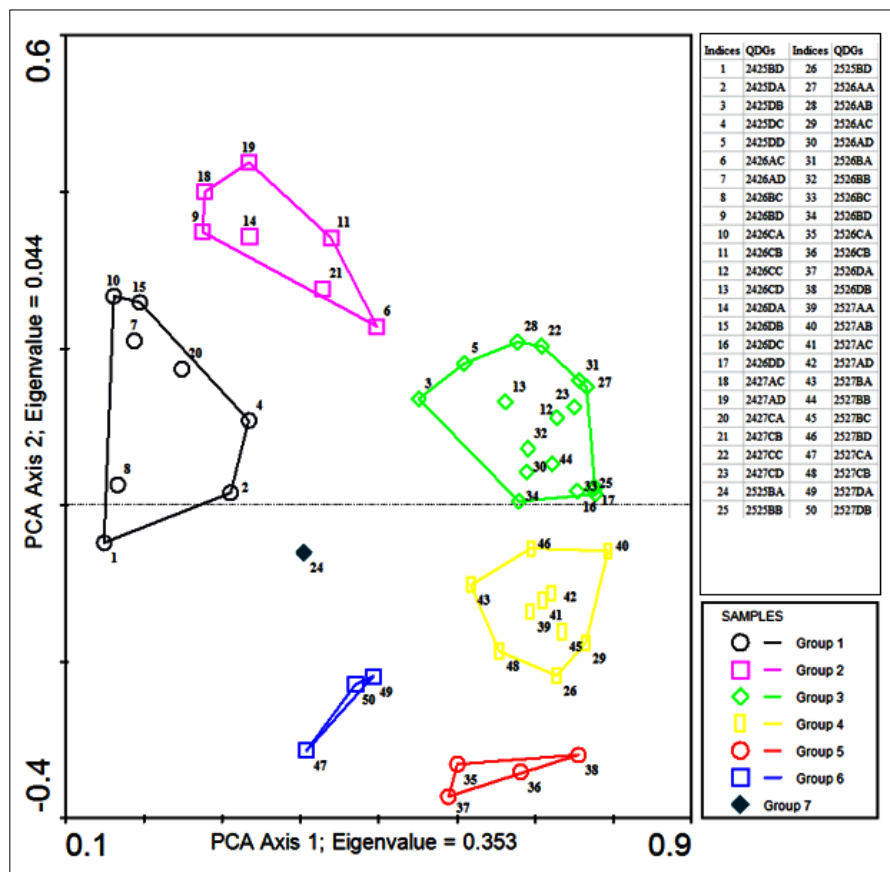 0.6
PCA Axis 2; Eigenvalue = 0.044
-0.4
0.1
PCA Axis 1; Eigenvalue = 0.353
0.9
19
18
9
14
11
21
6
10
15
7
20
4
8
2
1
28
22
5
31
27
3
13
23
12
32
30
44
25
33
34
17
16
24
46
40
43
42
41
39
45
29
48
26
49
50
47
35
38
36
37
Indices QDGs Indices QDGs
1 2425BD 26 2525BD
2 2425DA 27 2526AA
3 2425DB 28 2526AB
4 2425DC 29 2526AC
5 2425DD 30 2526AD
6 2426AC 31 2526BA
7 2426AD 32 2526BB
8 2426BC 33 2526BC
9 2426BD 34 2526BD
10 2426CA 35 2526CA
11 2426CB 36 2526CB
12 2426CC 37 2526DA
13 2426CD 38 2526DB
14 2426DA 39 2527AA
15 2426DB 40 2527AB
16 2426DC 41 2527AC
17 2426DD 42 2527AD
18 2427AC 43 2527BA
19 2427AD 44 2527BB
20 2427CA 45 2527BC
21 2427CB 46 2527BD
22 2427CC 47 2527CA
23 2427CD 48 2527CB
24 2525BA 49 2527DA
25 2525BB 50 2527DB
SAMPLES
Group 1
Group 2
Group 3
Group 4
Group 5
Group 6
Group 7